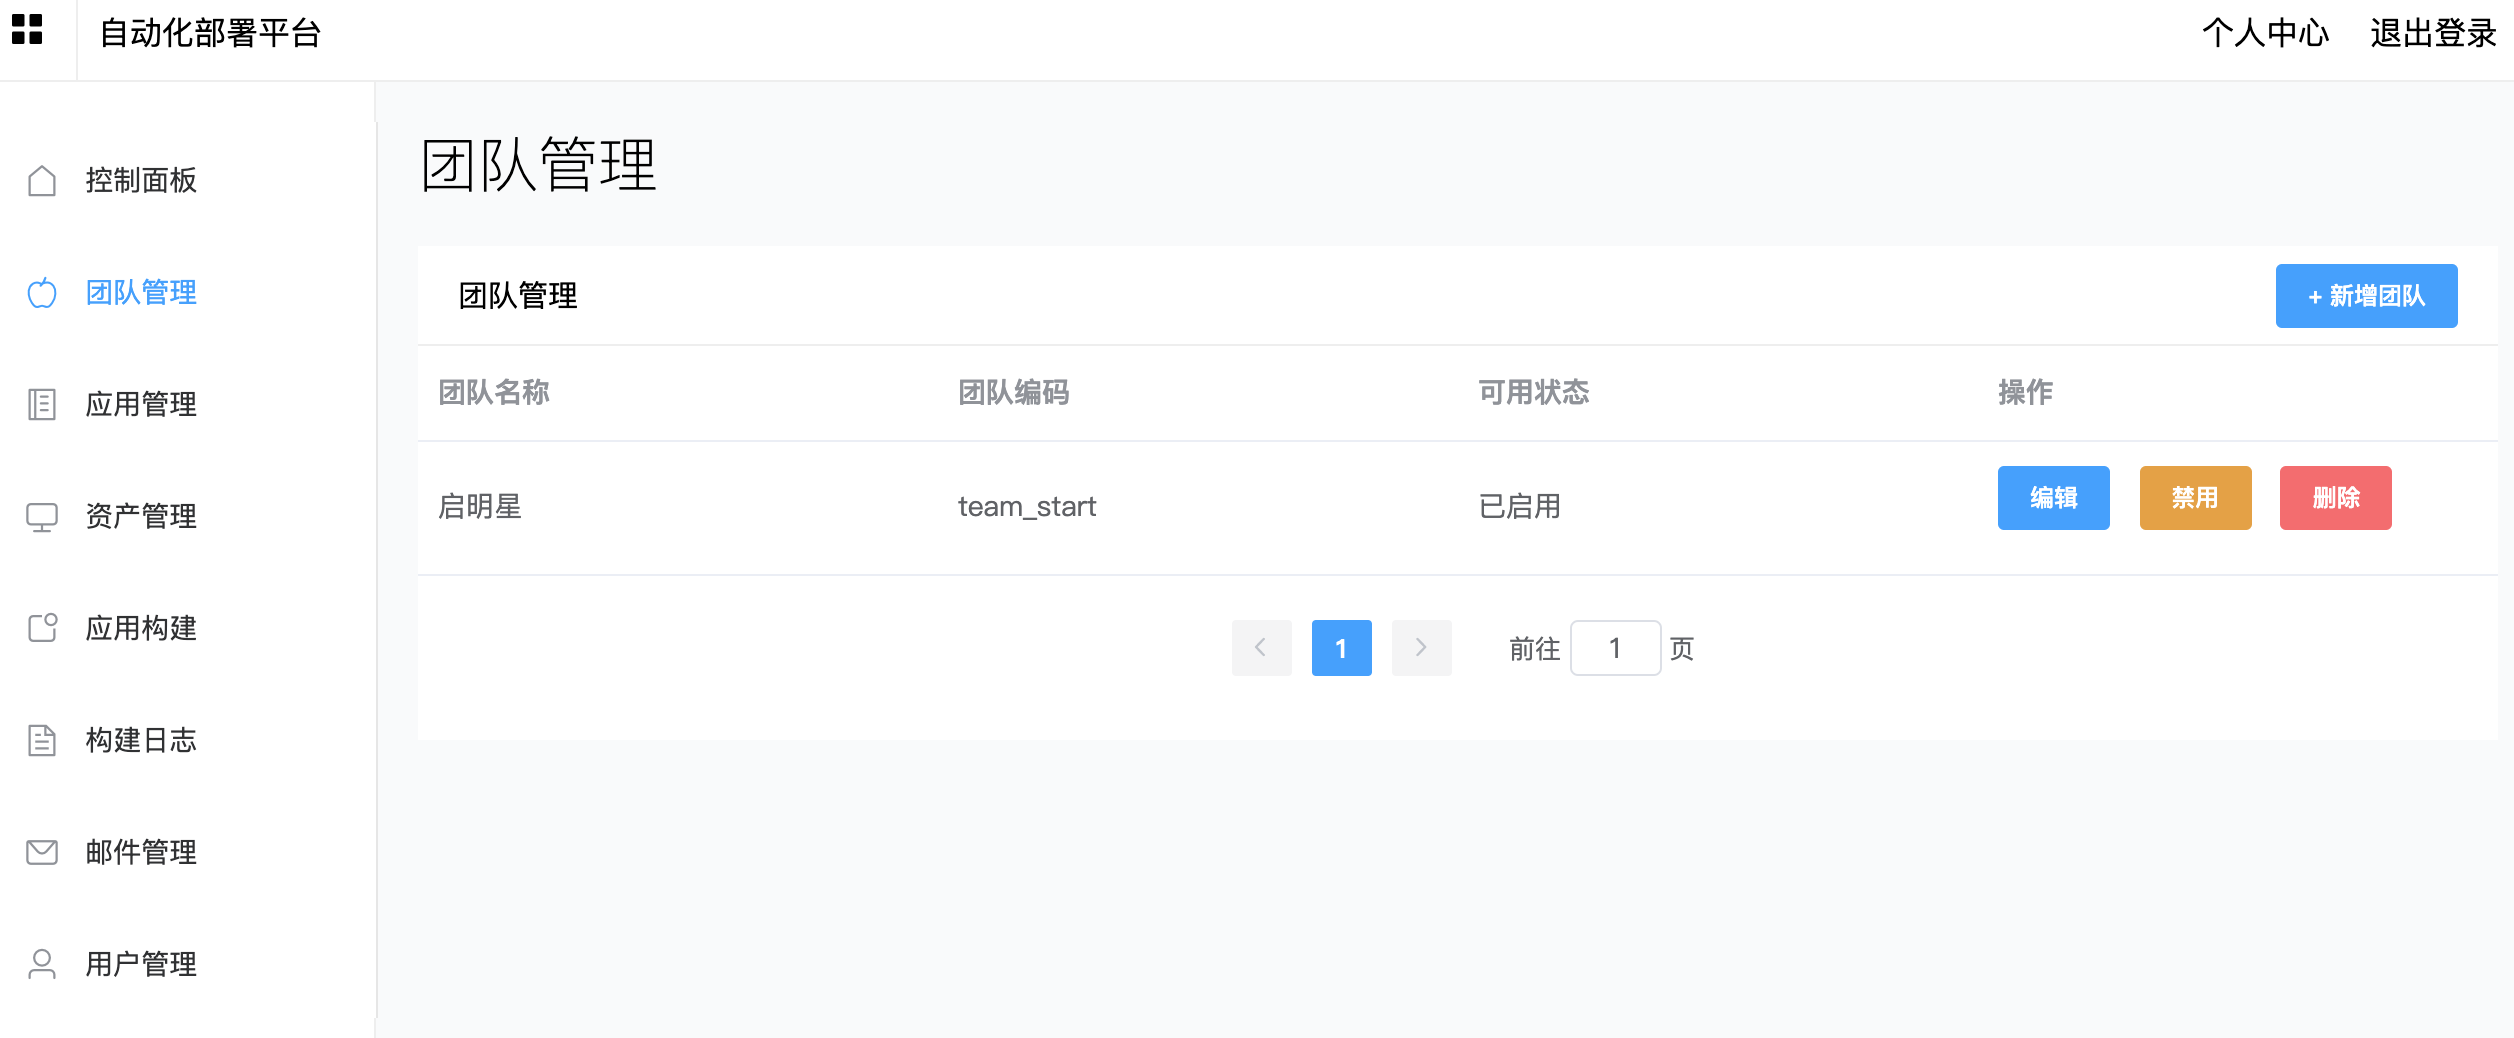 自动化部署平台
个人中心 退出登录
控制面板
团队管理
应用管理
资产管理
应用构建
构建日志
邮件管理
用户管理
团队管理
团队管理
+ 新增团队
团队名称 团队编码 可用状态 操作
启明星 team_start 已启用 编辑 禁用 删除
1 前往 1 页